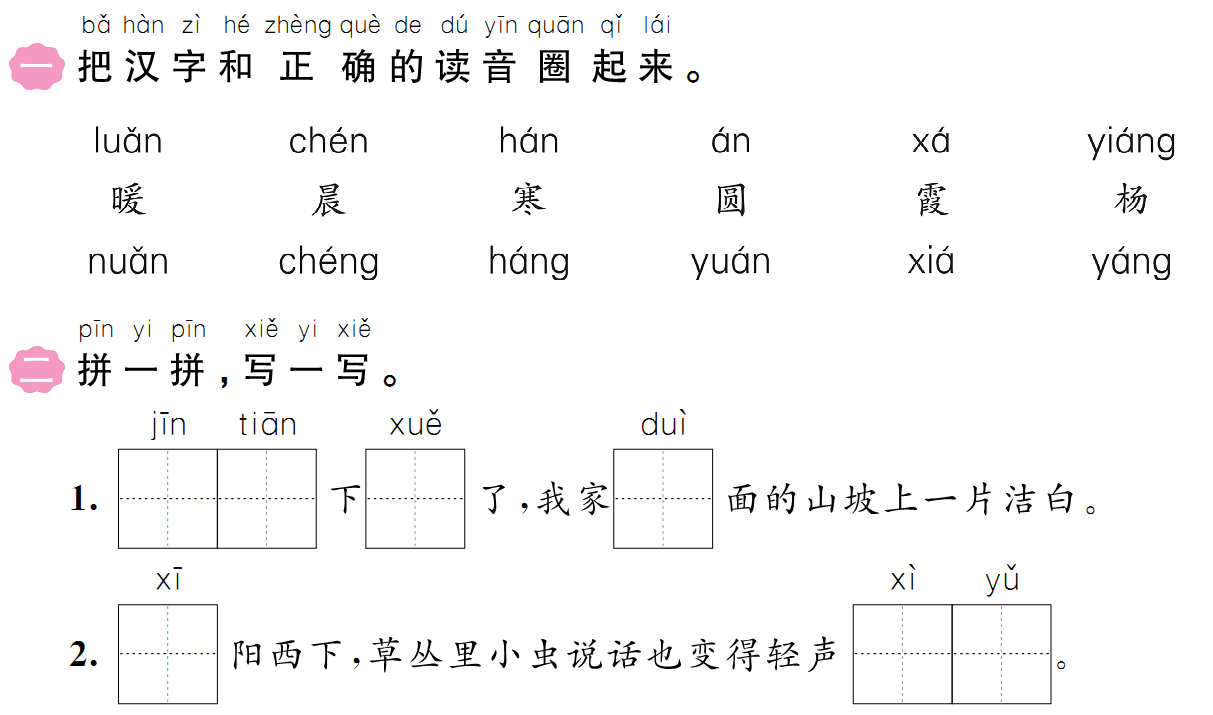 bǎ hàn zì hé zhèng què de dú yīn quān qǐ lái
一 把汉字和正确的读音圈起来。
luǎn chén hán án xá yiáng
暖 晨 寒 圆 霞 杨
nuǎn chéng háng yuán xiá yáng
pīn yi pīn xiě yi xiě
二 拼一拼,写一写。
jīn tiān xuě duì
1. 下 了,我家 面的山坡上一片洁白。
xī xì yǔ
2. 阳西下,草丛里小虫说话也变得轻声 。